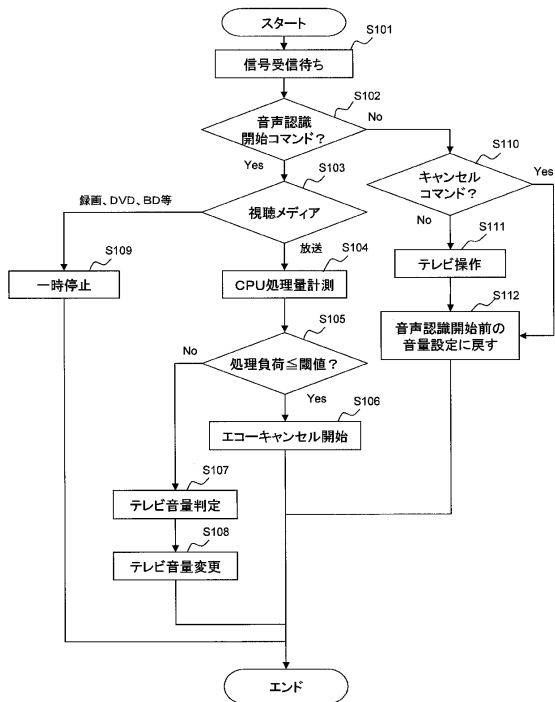 スタート
S101
信号受信待ち
S102
音声認識
開始コマンド?
No
Yes
S110
キャンセル
コマンド?
Yes
No
S103
視聴メディア
録画、DVD、BD等
放送
S109
一時停止
S104
CPU処理量計測
S111
テレビ操作
S112
音声認識開始前の
音量設定に戻す
S105
処理負荷≦閾値?
No
Yes
S106
エコーキャンセル開始
S107
テレビ音量判定
S108
テレビ音量変更
エンド